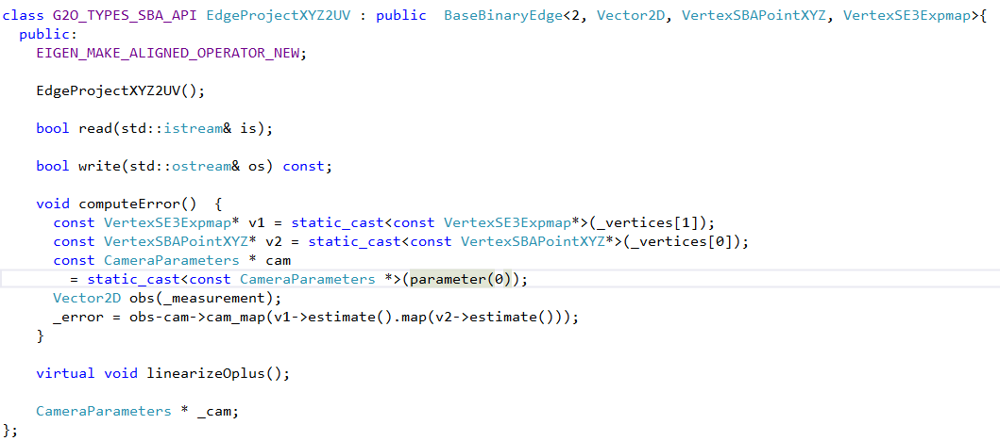 class G2O_TYPES_SBA_API EdgeProjectXYZ2UV : public  BaseBinaryEdge<2, Vector2D, VertexSBAPointXYZ, VertexSE3Expmap>{
  public:
    EIGEN_MAKE_ALIGNED_OPERATOR_NEW;

    EdgeProjectXYZ2UV();

    bool read(std::istream& is);

    bool write(std::ostream& os) const;

    void computeError()  {
      const VertexSE3Expmap* v1 = static_cast<const VertexSE3Expmap*>(_vertices[1]);
      const VertexSBAPointXYZ* v2 = static_cast<const VertexSBAPointXYZ*>(_vertices[0]);
      const CameraParameters * cam
        = static_cast<const CameraParameters *>(parameter(0));
      Vector2D obs(_measurement);
      _error = obs-cam->cam_map(v1->estimate().map(v2->estimate()));
    }

    virtual void linearizeOplus();

    CameraParameters * _cam;
};